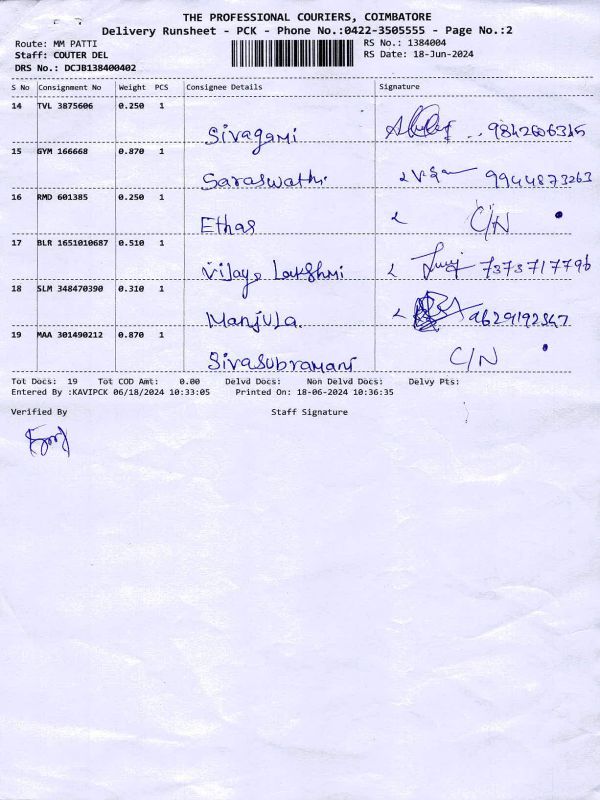 THE PROFESSIONAL COURIERS, COIMBATORE
Delivery Runsheet - PCK - Phone No.:0422-3505555 - Page No.:2
Route: MM PATTI RS No.: 1384004
Staff: COUTER DEL RS Date: 18-Jun-2024
DRS No.: DCJB138400402
S No Consignment No Weight PCS Consignee Details Signature
14 TVL 3875606 0.250 1
Sivagami 9842606315
15 GYM 166668 0.870 1
Saraswathi 9944873263
16 RMD 601385 0.250 1
Ethas C/N
17 BLR 1651010687 0.510 1
Vijaya Lakshmi 7373717796
18 SLM 348470390 0.310 1
Manjula 9629192547
19 MAA 301490212 0.870 1
Sivasubramani C/N
Tot Docs: 19 Tot COD Amt: 0.00 Delvd Docs: Non Delvd Docs: Delvy Pts:
Entered By :KAVIPCK 06/18/2024 10:33:05 Printed On: 18-06-2024 10:36:35
Verified By Staff Signature